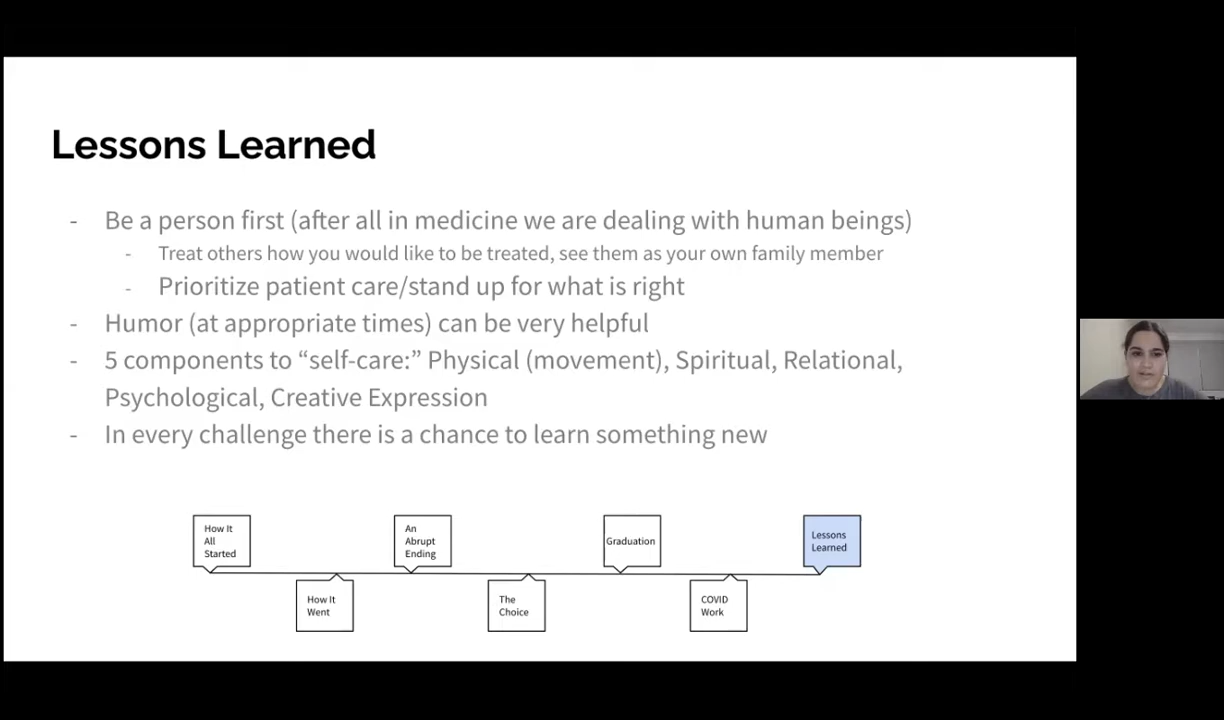 Lessons Learned
- Be a person first (after all in medicine we are dealing with human beings)
- Treat others how you would like to be treated, see them as your own family member
- Prioritize patient care/stand up for what is right
- Humor (at appropriate times) can be very helpful
- 5 components to “self-care:” Physical (movement), Spiritual, Relational,
Psychological, Creative Expression
- In every challenge there is a chance to learn something new
How It
All
Started
How It
Went
An
Abrupt
Ending
The
Choice
Graduation
COVID
Work
Lessons
Learned